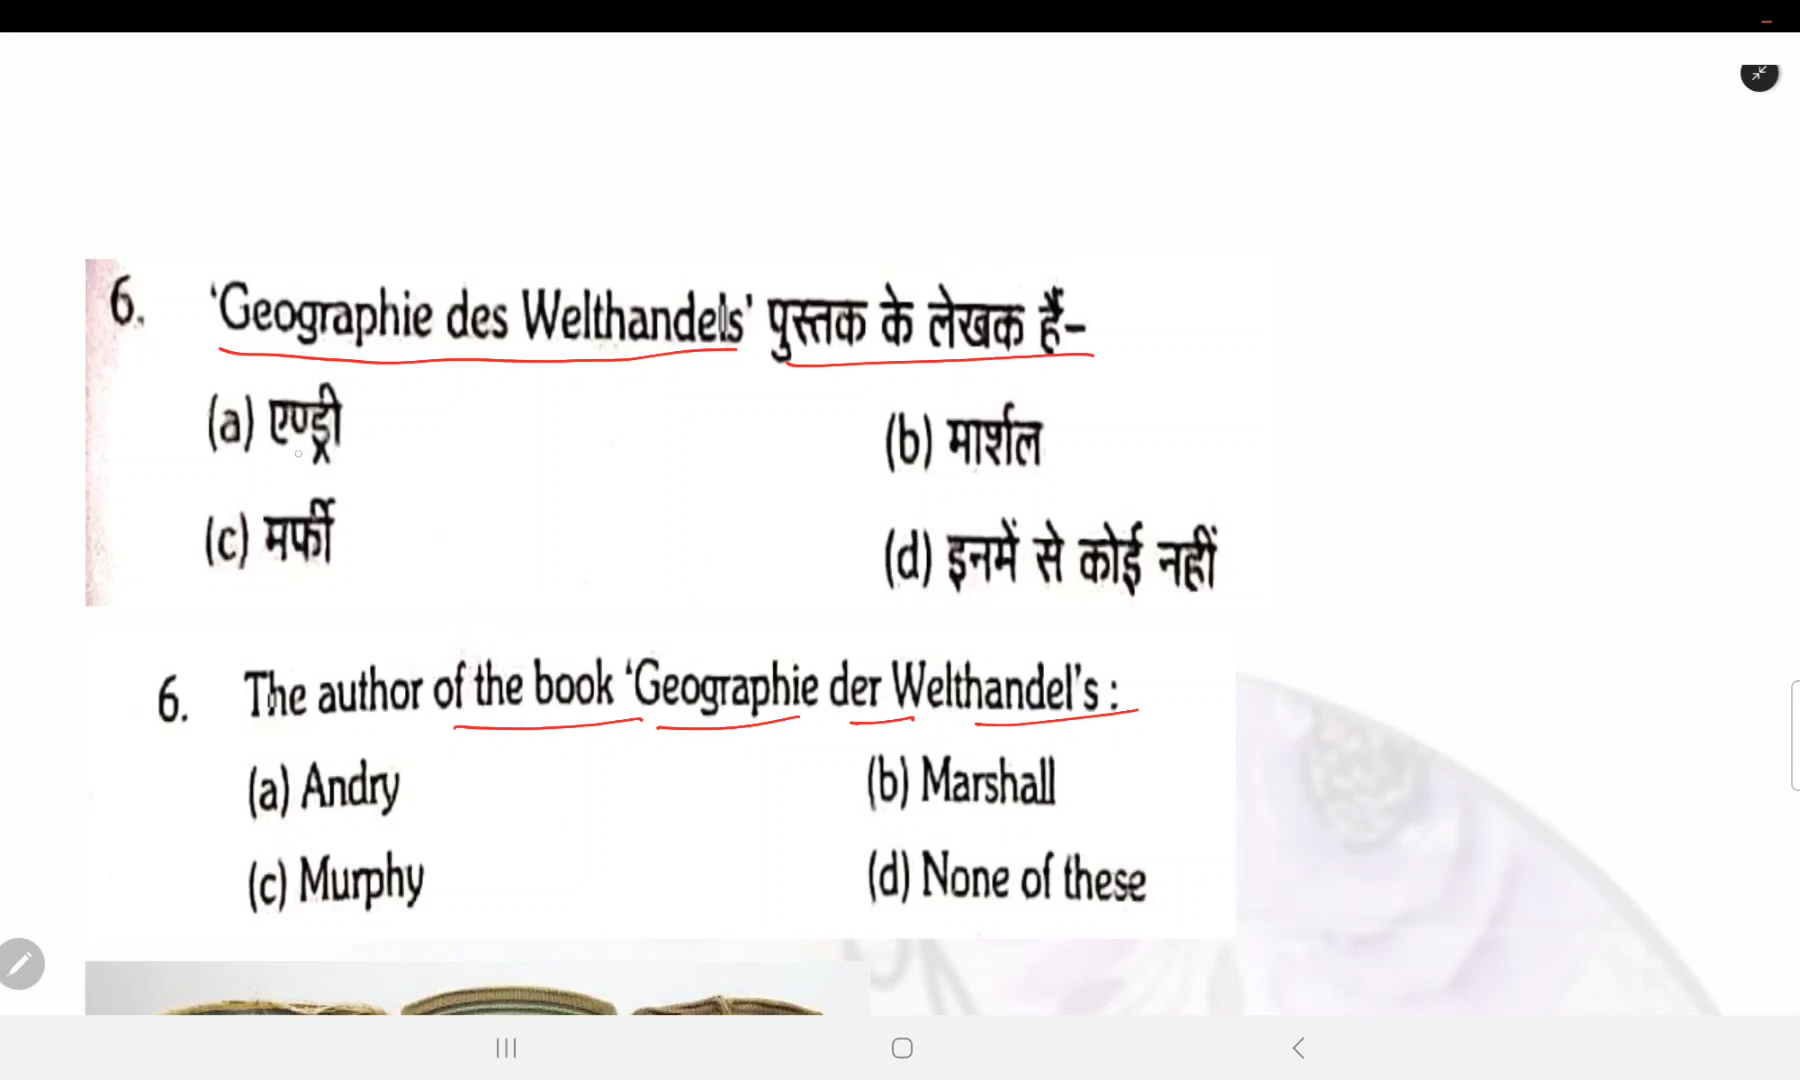 6. 'Geographie des Welthandels' पुस्तक के लेखक हैं-
(a) एण्ड्री (b) मार्शल
(c) मर्फी (d) इनमें से कोई नहीं
6. The author of the book 'Geographie der Welthandel's :
(a) Andry (b) Marshall
(c) Murphy (d) None of these